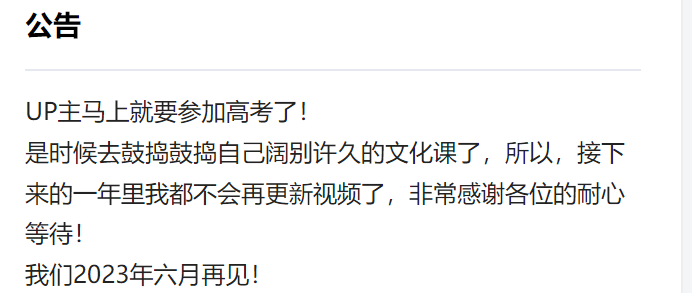 公告
UP主马上就要参加高考了！
是时候去鼓捣鼓捣自己阔别许久的文化课了，所以，接下
来的一年里我都不会再更新视频了，非常感谢各位的耐心
等待！
我们2023年六月再见！